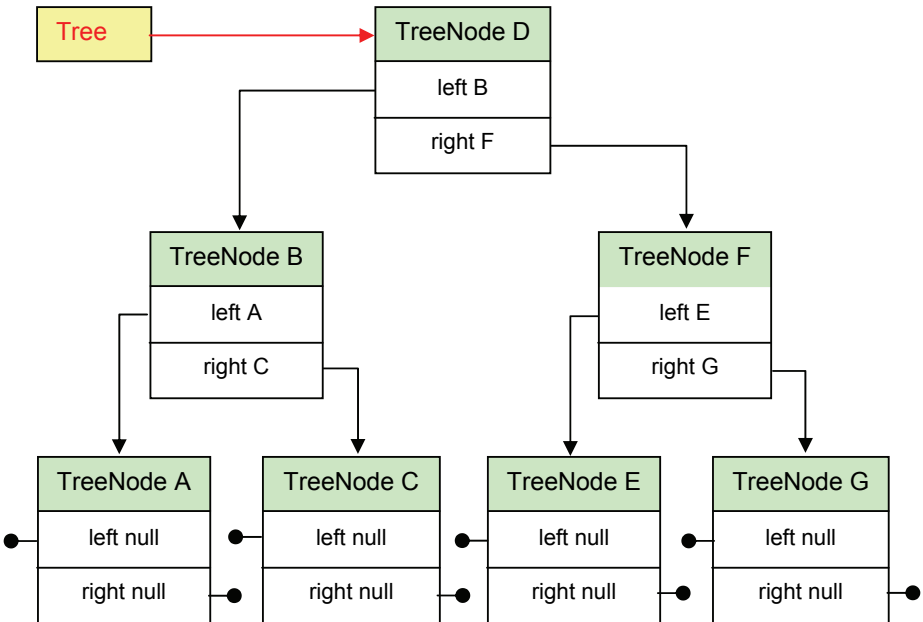 Tree
TreeNode D
left B
right F
TreeNode B
left A
right C
TreeNode F
left E
right G
TreeNode A
left null
right null
TreeNode C
left null
right null
TreeNode E
left null
right null
TreeNode G
left null
right null